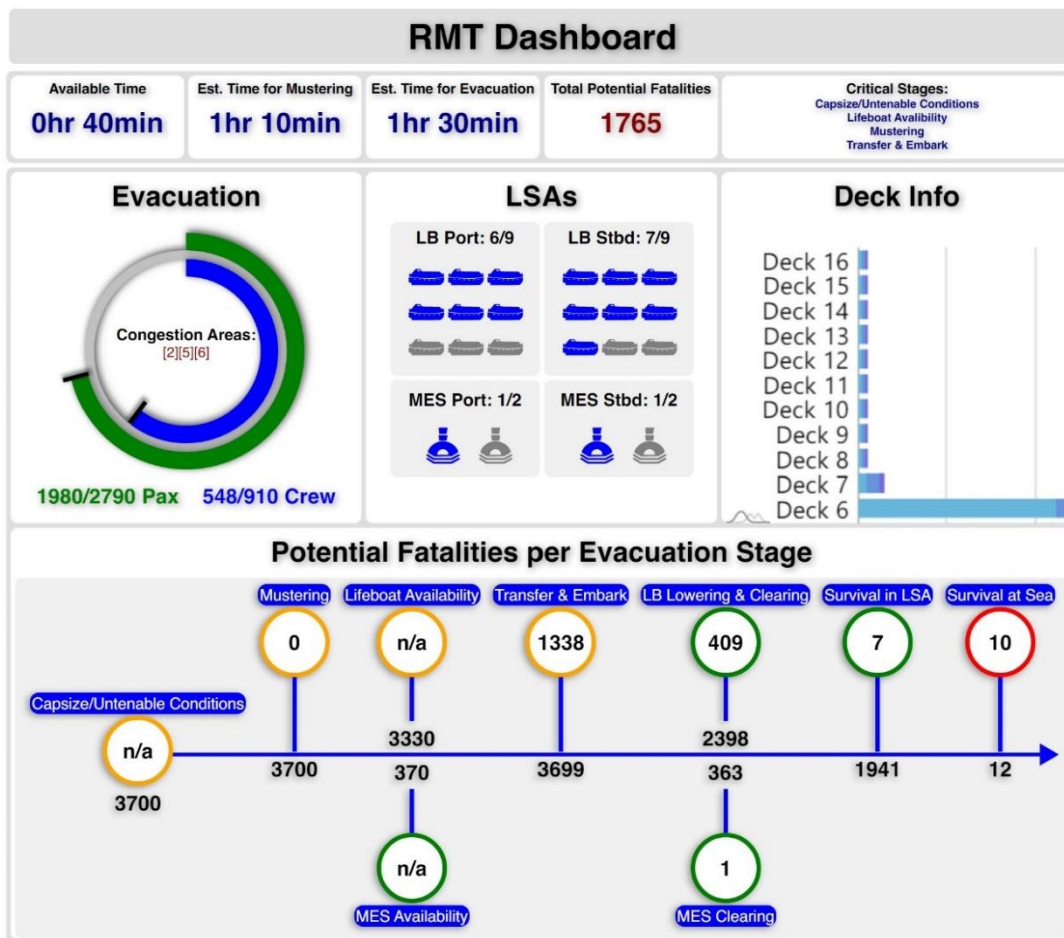 RMT Dashboard
Available Time
0hr 40min
Est. Time for Mustering
1hr 10min
Est. Time for Evacuation
1hr 30min
Total Potential Fatalities
1765
Critical Stages:
Capsize/Untenable Conditions
Lifeboat Avalibility
Mustering
Transfer & Embark
Evacuation
Congestion Areas:
[2][5][6]
1980/2790 Pax
548/910 Crew
LSAs
LB Port: 6/9
LB Stbd: 7/9
MES Port: 1/2
MES Stbd: 1/2
Deck Info
Deck 16
Deck 15
Deck 14
Deck 13
Deck 12
Deck 11
Deck 10
Deck 9
Deck 8
Deck 7
Deck 6
Potential Fatalities per Evacuation Stage
Mustering
Lifeboat Availability
Transfer & Embark
LB Lowering & Clearing
Survival in LSA
Survival at Sea
0
n/a
1338
409
7
10
Capsize/Untenable Conditions
n/a
3700
3700
3330
370
3699
2398
363
1941
12
n/a
1
MES Availability
MES Clearing